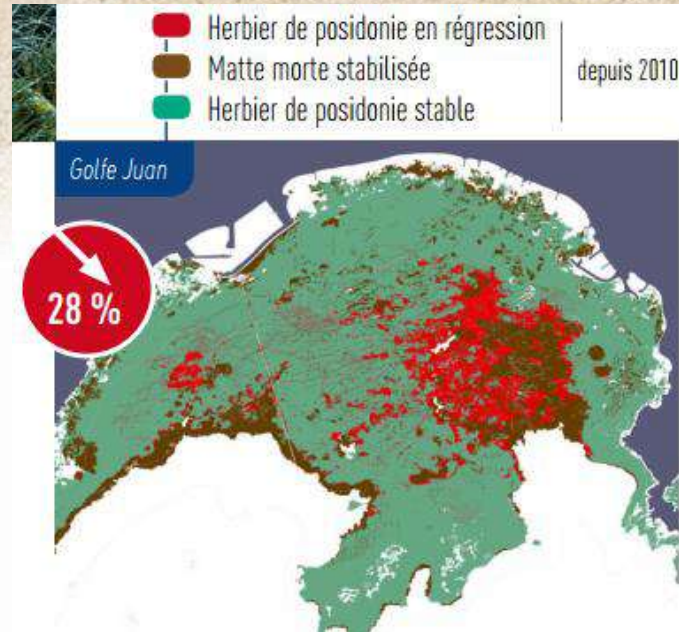 Herbier de posidonie en régression
Matte morte stabilisée
Herbier de posidonie stable
depuis 2010
Golfe Juan
28 %